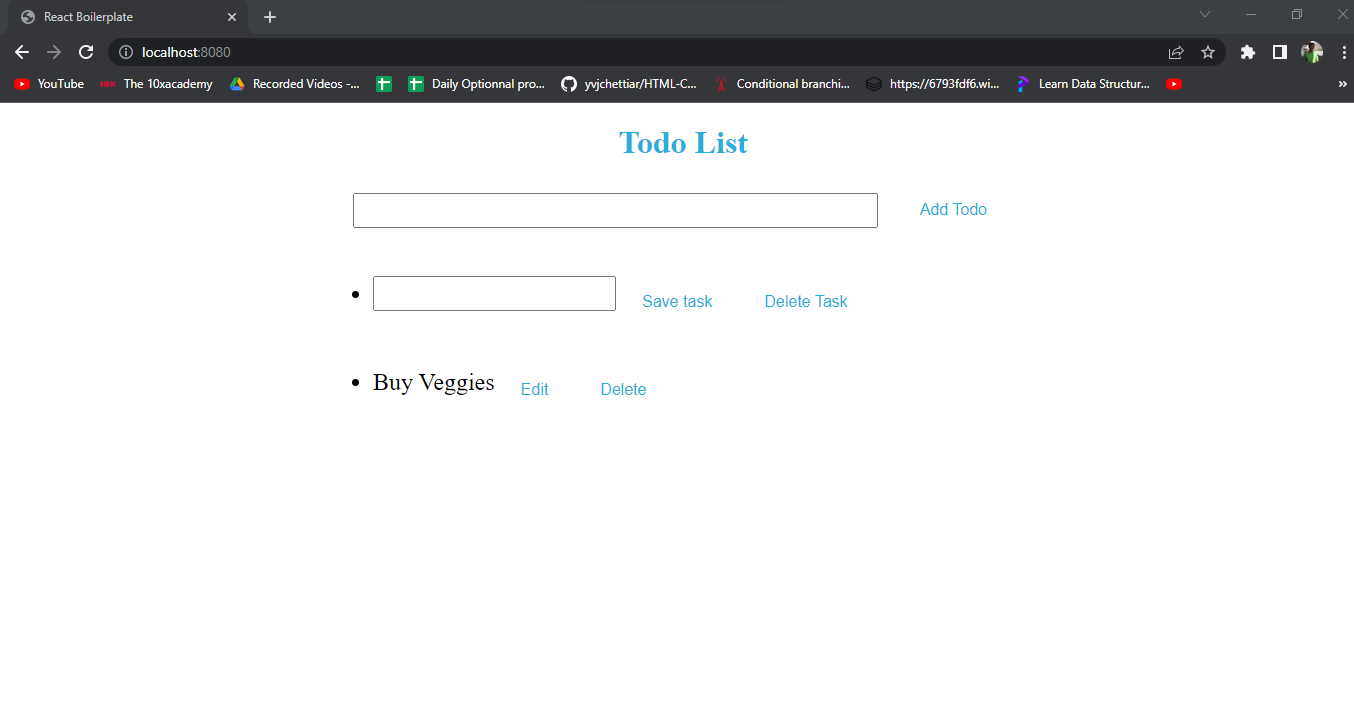 React Boilerplate
localhost:8080
YouTube The 10xacademy Recorded Videos -... Daily Optionnal pro... yvjchettiar/HTML-C... Conditional branchi... https://6793fdf6.wi... Learn Data Structur... »
Todo List
Add Todo
Save task Delete Task
Buy Veggies Edit Delete